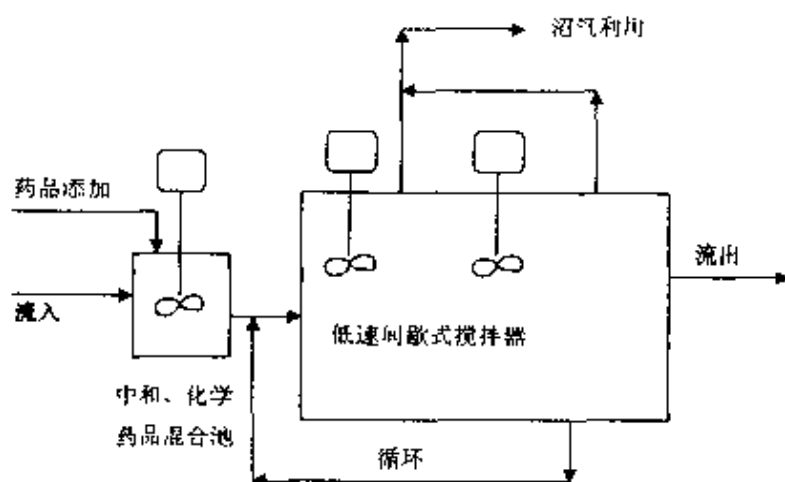 沼气利用
药品添加
流出
流入
低速间歇式搅拌器
中和、化学
药品混合池
循环